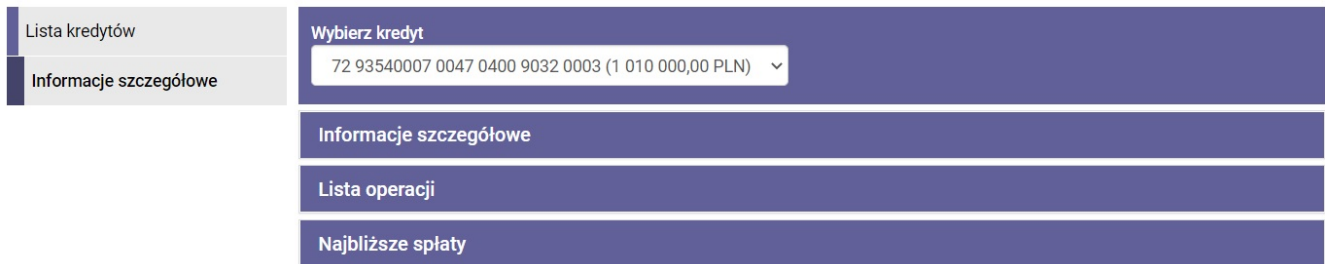 Lista kredytów
Informacje szczegółowe
Wybierz kredyt
72 93540007 0047 0400 9032 0003 (1 010 000,00 PLN)
Informacje szczegółowe
Lista operacji
Najbliższe spłaty